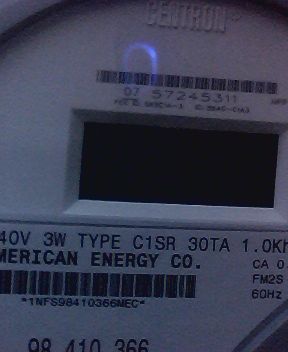 CENTRON
07 57245311
40V 3W TYPE C1SR 30TA 1.0Kh
MERICAN ENERGY CO.
CA 0.
FM2S
*1NFS98410366MEC*
60Hz
98 410 366